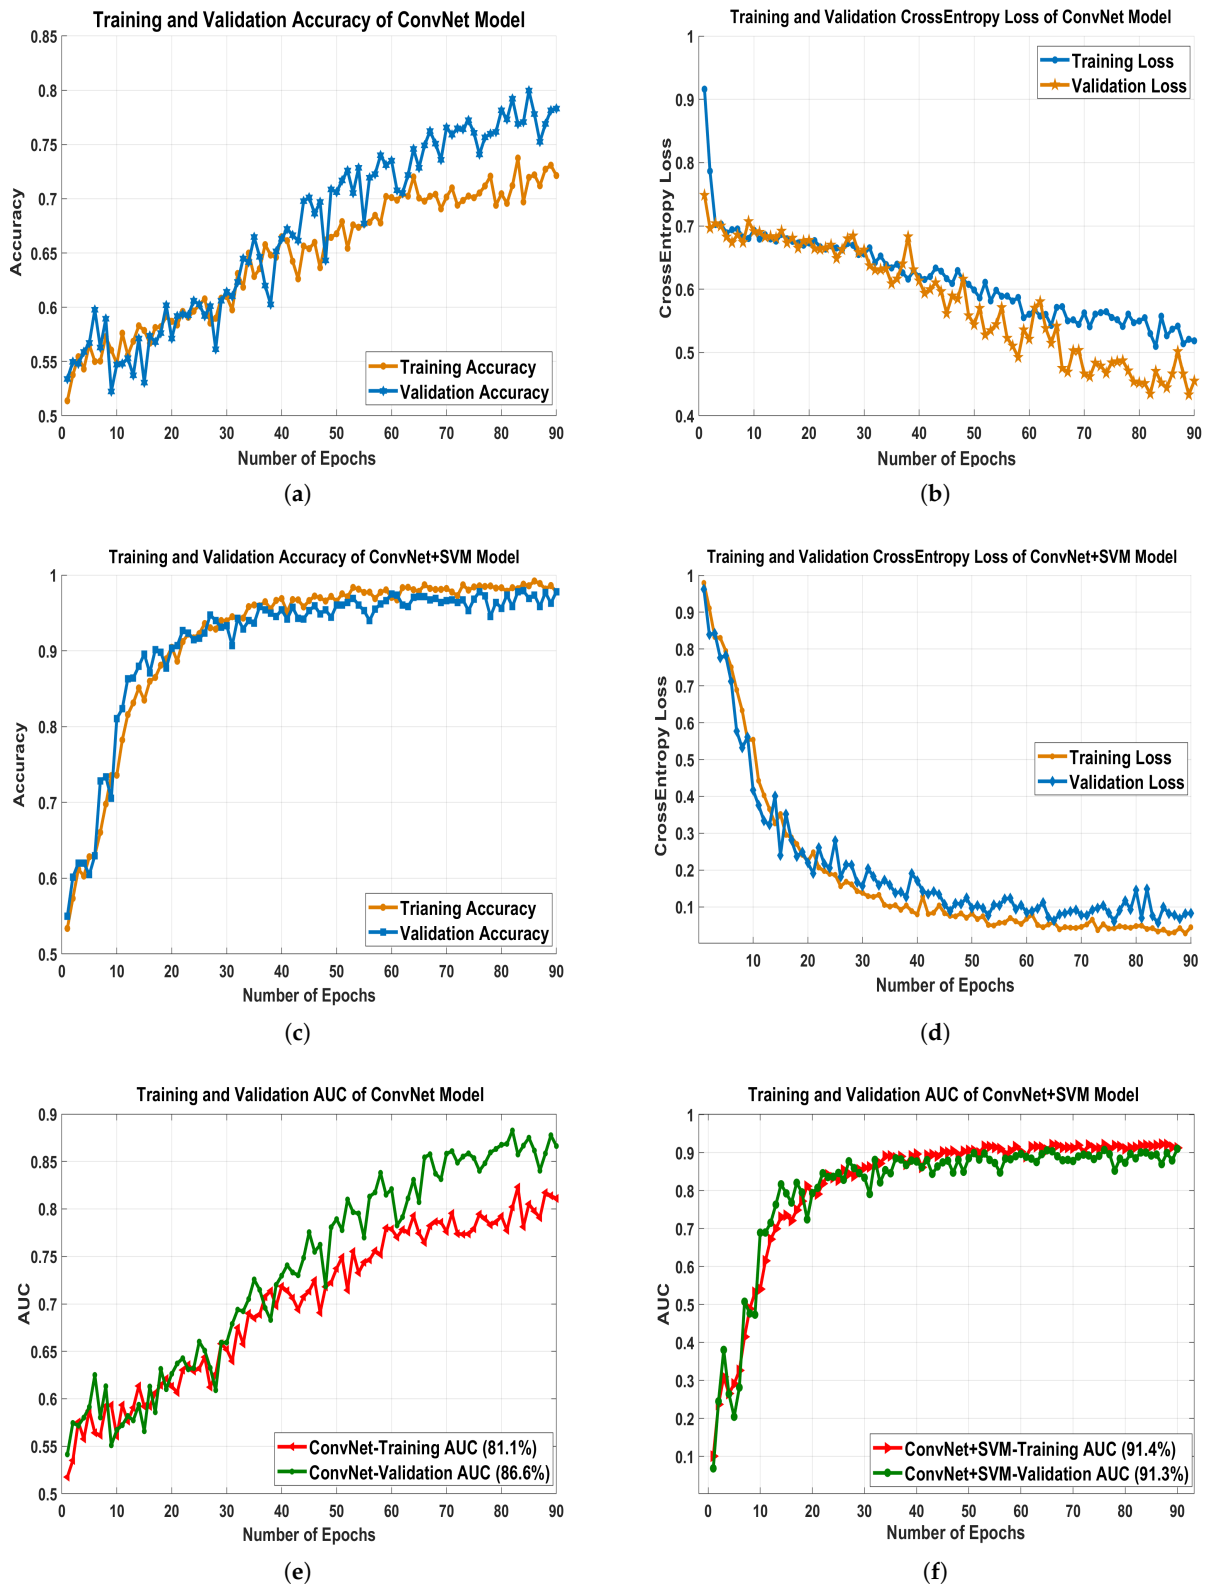 Training and Validation Accuracy of ConvNet Model
0.85
0.8
0.75
0.7
0.65
0.6
0.55
0.5
Accuracy
Training Accuracy
Validation Accuracy
0 10 20 30 40 50 60 70 80 90
Number of Epochs
(a)
Training and Validation CrossEntropy Loss of ConvNet Model
1
0.9
0.8
0.7
0.6
0.5
0.4
CrossEntropy Loss
Training Loss
Validation Loss
0 10 20 30 40 50 60 70 80 90
Number of Epochs
(b)
Training and Validation Accuracy of ConvNet+SVM Model
1
0.9
0.8
0.7
0.6
0.5
Accuracy
Trianing Accuracy
Validation Accuracy
0 10 20 30 40 50 60 70 80 90
Number of Epochs
(c)
Training and Validation CrossEntropy Loss of ConvNet+SVM Model
1
0.9
0.8
0.7
0.6
0.5
0.4
0.3
0.2
0.1
CrossEntropy Loss
Training Loss
Validation Loss
10 20 30 40 50 60 70 80 90
Number of Epochs
(d)
Training and Validation AUC of ConvNet Model
0.9
0.85
0.8
0.75
0.7
0.65
0.6
0.55
0.5
AUC
ConvNet-Training AUC (81.1%)
ConvNet-Validation AUC (86.6%)
0 10 20 30 40 50 60 70 80 90
Number of Epochs
(e)
Training and Validation AUC of ConvNet+SVM Model
1
0.9
0.8
0.7
0.6
0.5
0.4
0.3
0.2
0.1
AUC
ConvNet+SVM-Training AUC (91.4%)
ConvNet+SVM-Validation AUC (91.3%)
0 10 20 30 40 50 60 70 80 90
Number of Epochs
(f)